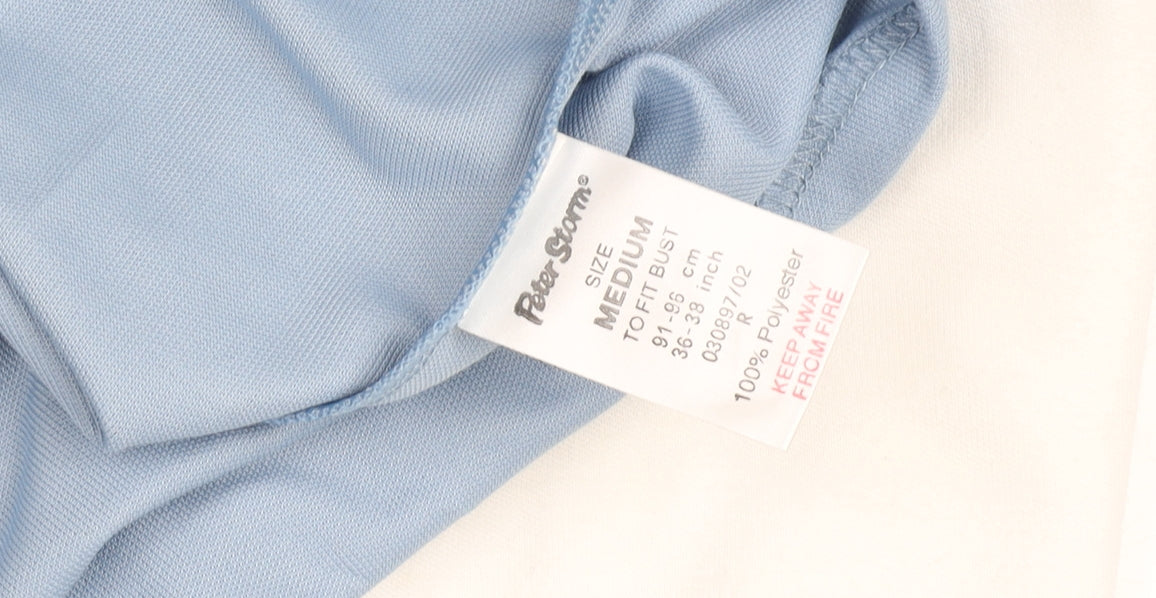 Peter Storm®
SIZE
MEDIUM
TO FIT BUST
91-96 cm
36-38 inch
030897/02
R
100% Polyester
KEEP AWAY
FROM FIRE